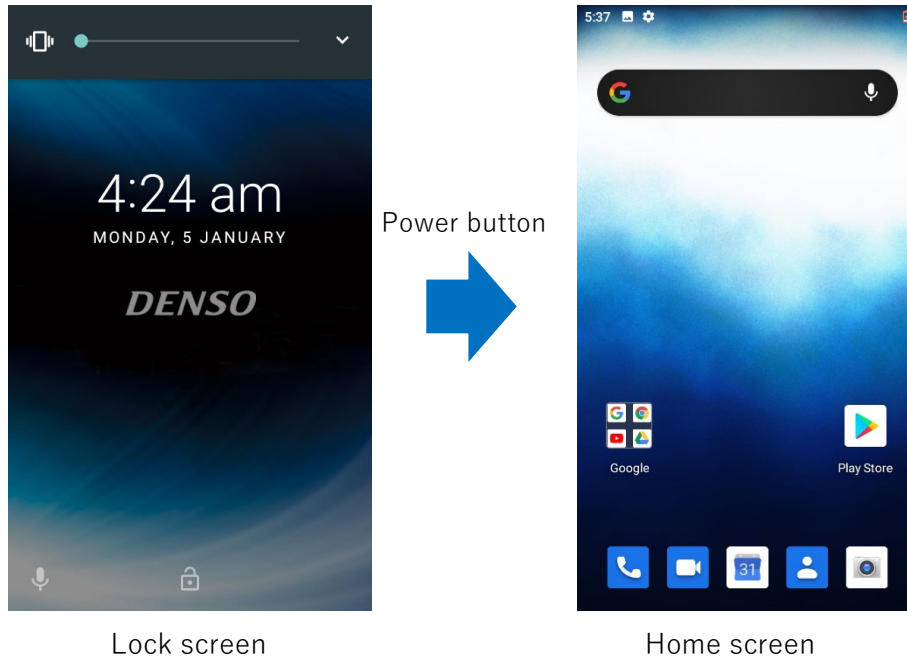 4:24 am
MONDAY, 5 JANUARY
DENSO
Lock screen
Power button
5:37
Google
Play Store
31
Home screen